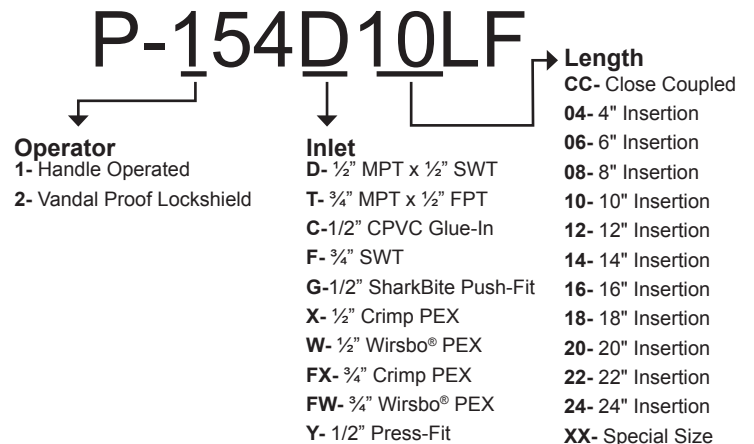 P-154D10LF
Operator
1- Handle Operated
2- Vandal Proof Lockshield
Inlet
D- ½” MPT x ½” SWT
T- ¾” MPT x ½” FPT
C-1/2” CPVC Glue-In
F- ¾” SWT
G-1/2” SharkBite Push-Fit
X- ½” Crimp PEX
W- ½” Wirsbo® PEX
FX- ¾” Crimp PEX
FW- ¾” Wirsbo® PEX
Y- 1/2” Press-Fit
Length
CC- Close Coupled
04- 4" Insertion
06- 6" Insertion
08- 8" Insertion
10- 10" Insertion
12- 12" Insertion
14- 14" Insertion
16- 16" Insertion
18- 18" Insertion
20- 20" Insertion
22- 22" Insertion
24- 24" Insertion
XX- Special Size